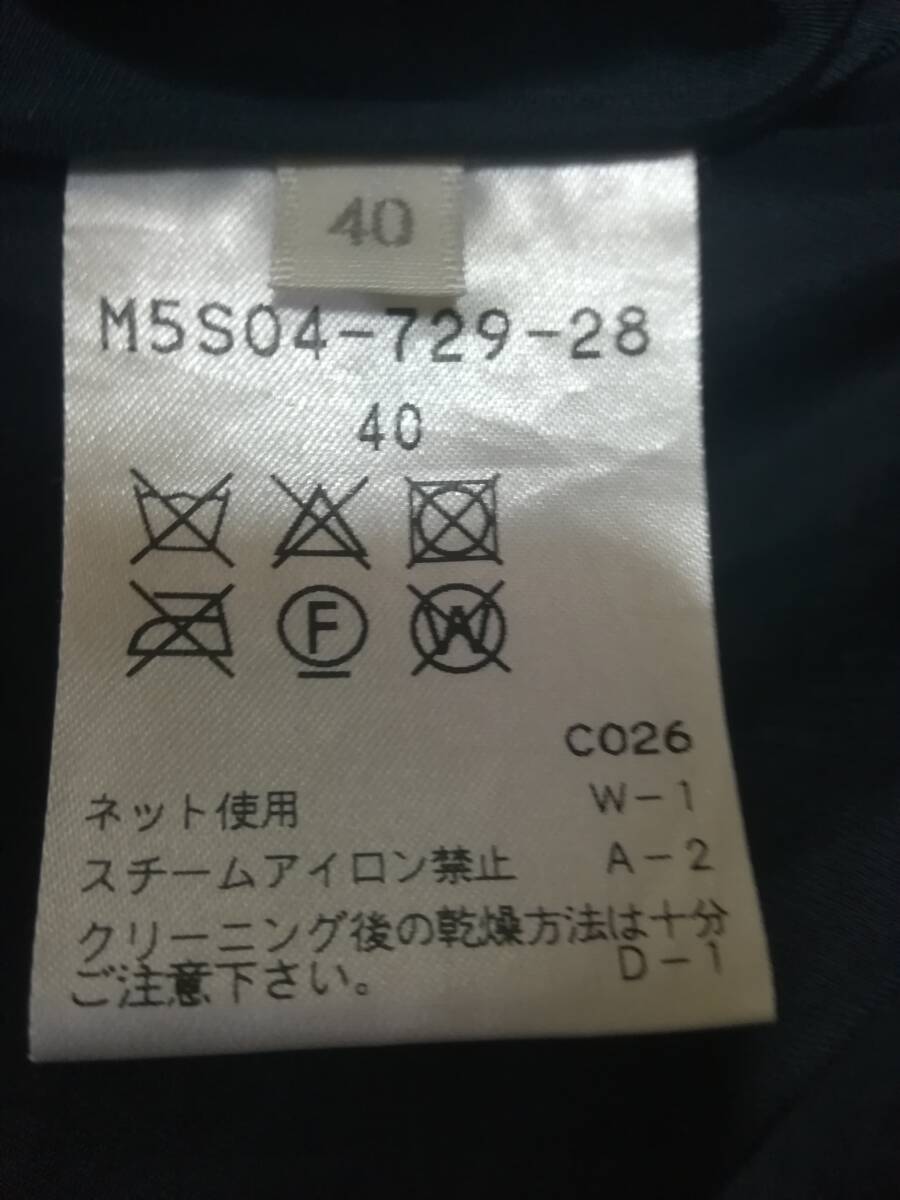 40
M5S04-729-28
40
F W
C026
ネット使用 W-1
スチームアイロン禁止 A-2
クリーニング後の乾燥方法は十分
ご注意下さい。 D-1